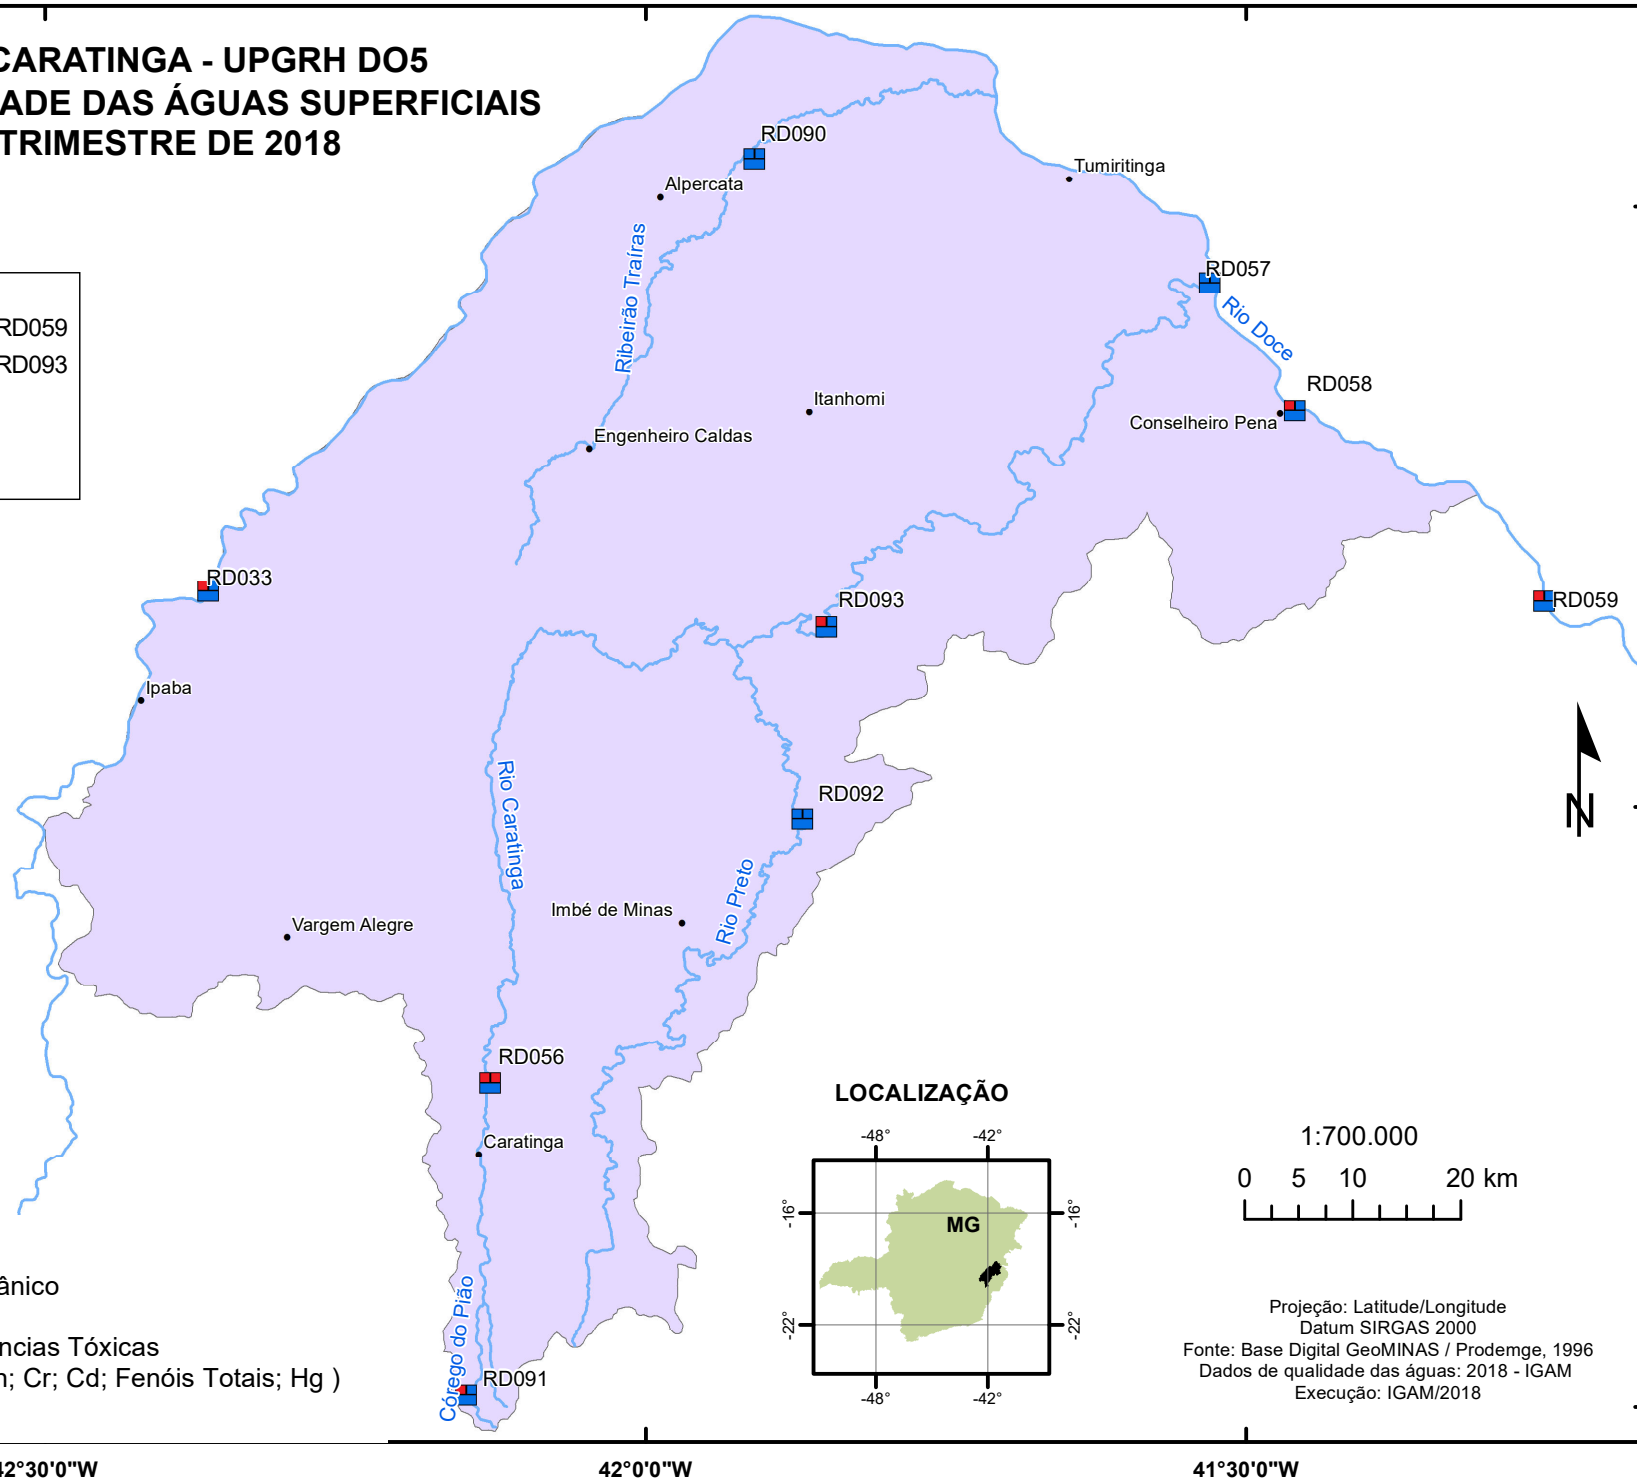 CARATINGA - UPGRH DO5
ADE DAS ÁGUAS SUPERFICIAIS
TRIMESTRE DE 2018
RD090
Tumiritinga
Alpercata
Ribeirão Traíras
RD057
Rio Doce
RD059
RD093
RD058
Itanhomi
Conselheiro Pena
Engenheiro Caldas
RD033
RD093
RD059
Ipaba
Rio Caratinga
RD092
N
Rio Preto
Imbé de Minas
Vargem Alegre
RD056
Caratinga
LOCALIZAÇÃO
-48° -42°
-16° -16°
MG
-22° -22°
-48° -42°
1:700.000
0 5 10 20 km
ânico
ncias Tóxicas
; Cr; Cd; Fenóis Totais; Hg )
Córrego do Pião
RD091
Projeção: Latitude/Longitude
Datum SIRGAS 2000
Fonte: Base Digital GeoMINAS / Prodemge, 1996
Dados de qualidade das águas: 2018 - IGAM
Execução: IGAM/2018
42°30'0"W 42°0'0"W 41°30'0"W